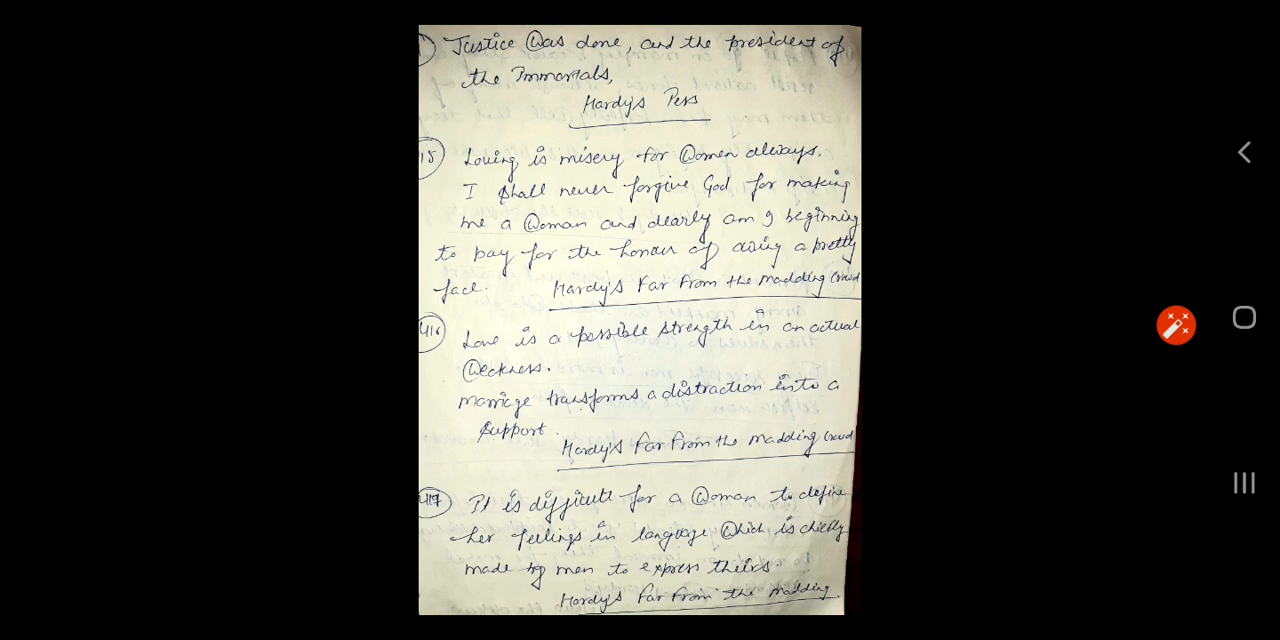 Justice was done, and the president of
the Immortals,
Hardy's Tess
15 Loving is misery for women always.
I shall never forgive God for making
me a woman and dearly am I beginning
to pay for the honour of owing a pretty
face. Hardy's Far From the madding Crowd
416 Love is a possible strength in an actual
weakness.
marriage transforms a distraction into a
support.
Hardy's Far From the madding Crowd
417 It is difficult for a woman to define
her feelings in language which is chiefly
made by men to express theirs.
Hardy's Far From the madding